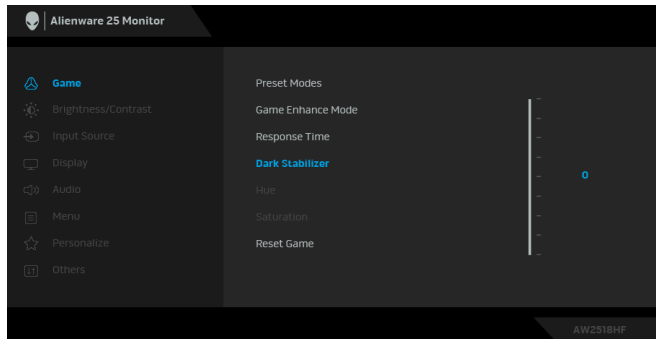 Alienware 25 Monitor
Game
Brightness/Contrast
Input Source
Display
Audio
Menu
Personalize
Others
Preset Modes
Game Enhance Mode
Response Time
Dark Stabilizer
Hue
Saturation
Reset Game
0
AW2518HF